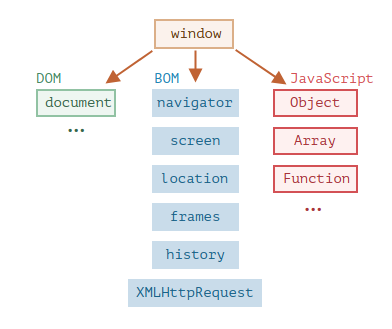 window
DOM
document
...
BOM
navigator
screen
location
frames
history
XMLHttpRequest
JavaScript
Object
Array
Function
...